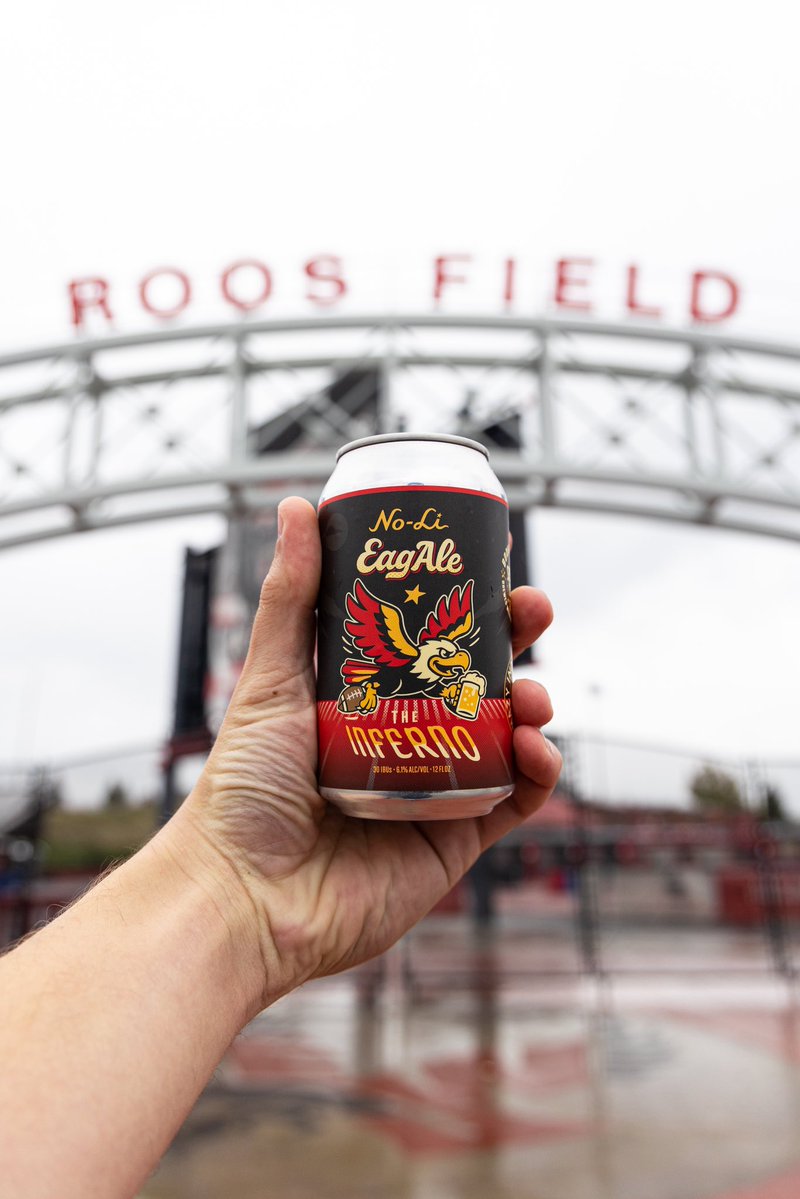 ROOS FIELD
No-Li
EagAle
THE
INFERNO
30 IBUs • 6.1% ALC/VOL • 12 FL OZ